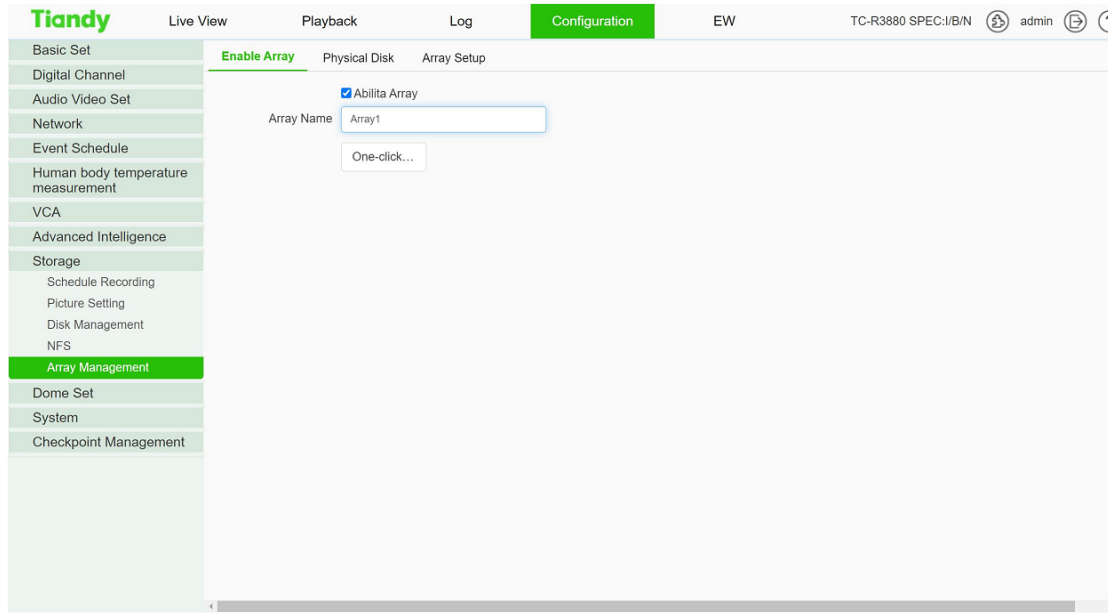 Tiandy Live View Playback Log Configuration EW TC-R3880 SPEC:I/B/N admin
Basic Set
Digital Channel
Audio Video Set
Network
Event Schedule
Human body temperature
measurement
VCA
Advanced Intelligence
Storage
Schedule Recording
Picture Setting
Disk Management
NFS
Array Management
Dome Set
System
Checkpoint Management
Enable Array Physical Disk Array Setup
Abilita Array
Array Name Array1
One-click...